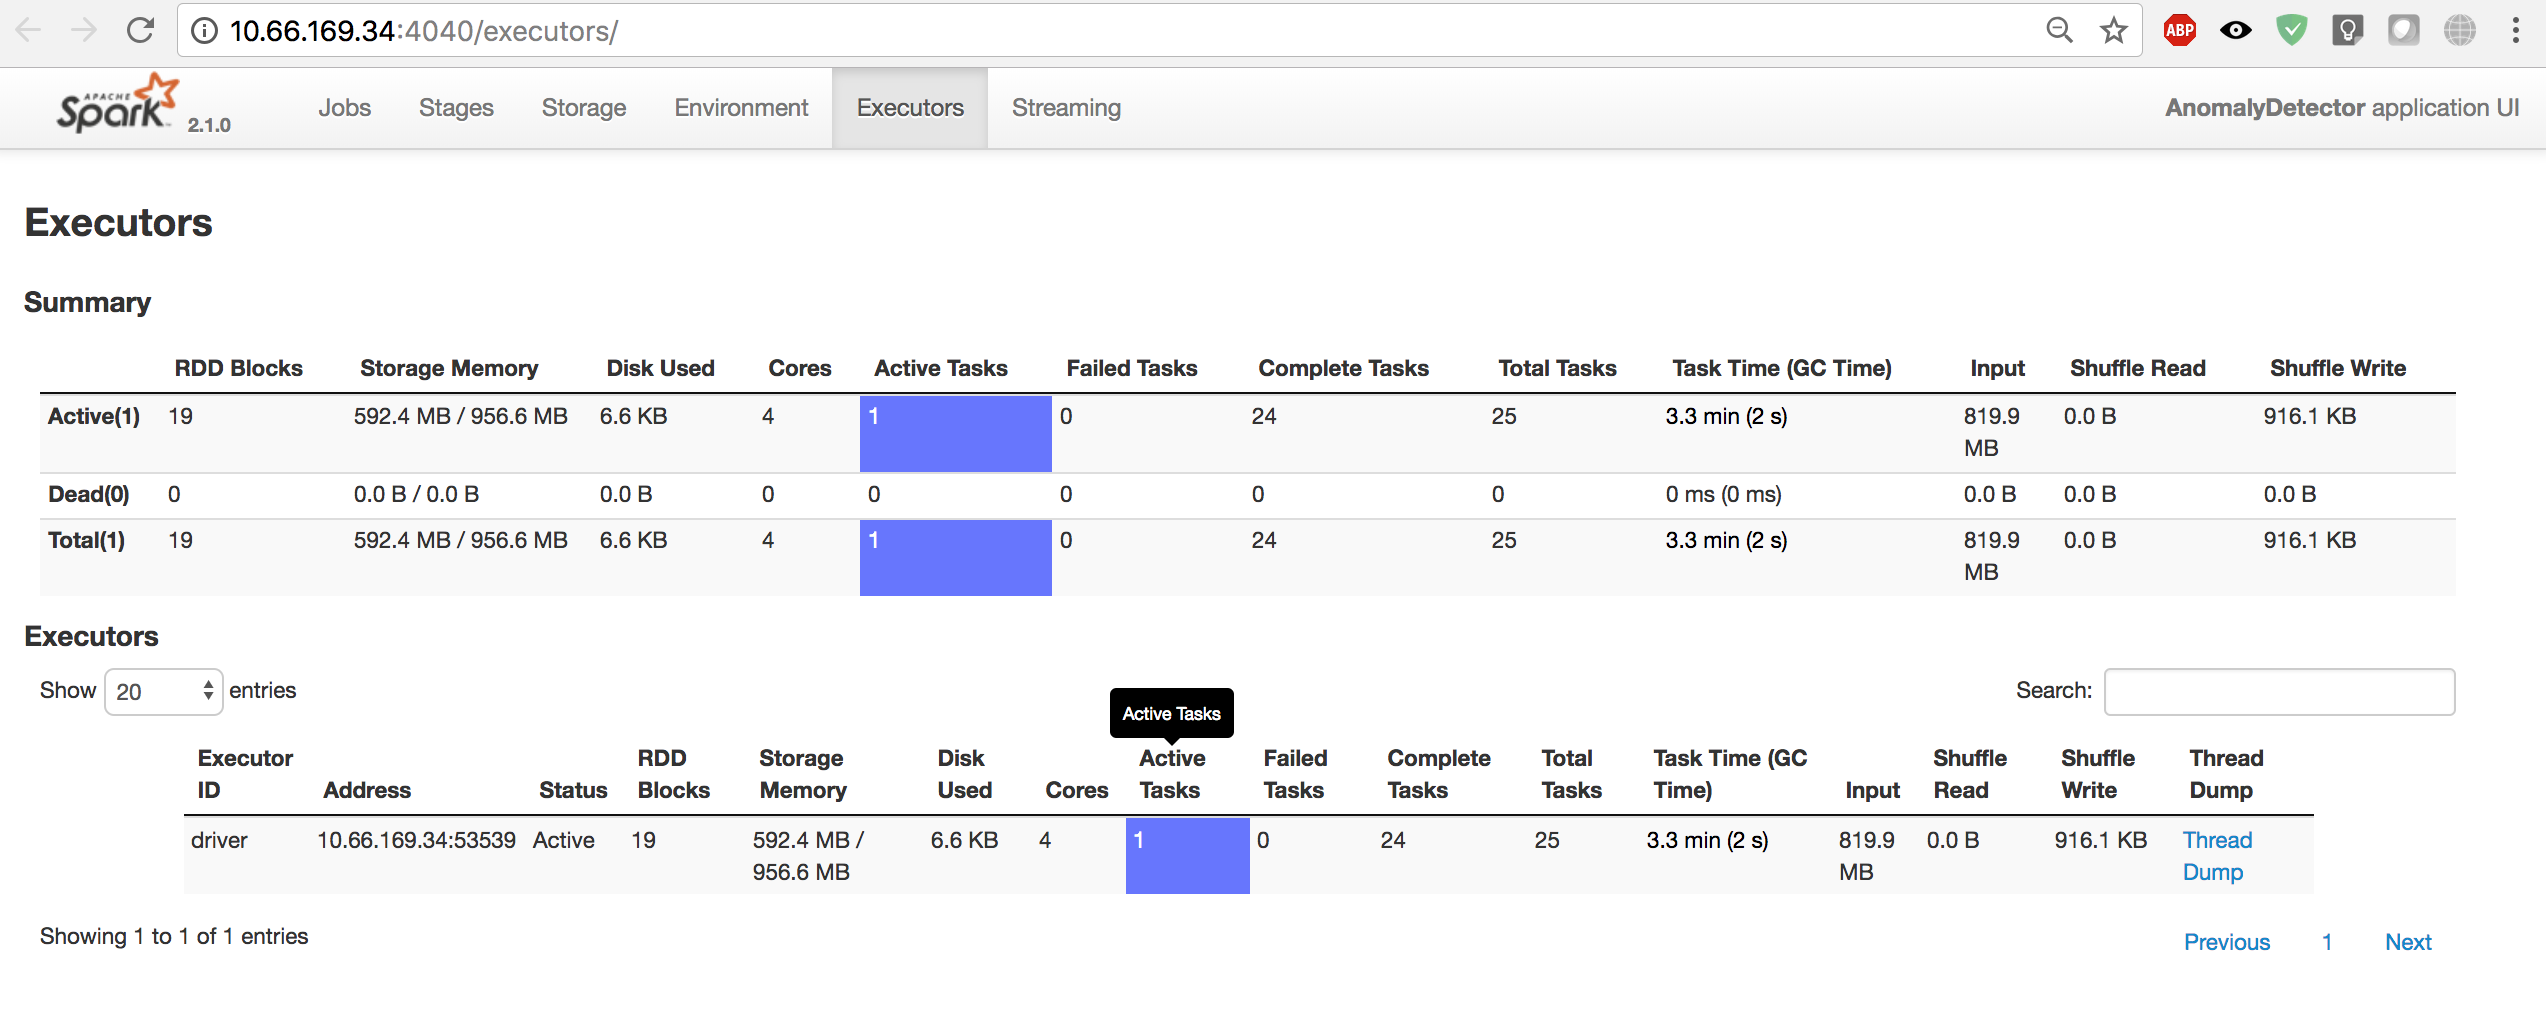 10.66.169.34:4040/executors/
ABP
APACHE
Spark 2.1.0 Jobs Stages Storage Environment Executors Streaming AnomalyDetector application UI
Executors
Summary
RDD Blocks Storage Memory Disk Used Cores Active Tasks Failed Tasks Complete Tasks Total Tasks Task Time (GC Time) Input Shuffle Read Shuffle Write
Active(1) 19 592.4 MB / 956.6 MB 6.6 KB 4 1 0 24 25 3.3 min (2 s) 819.9 0.0 B 916.1 KB
MB
Dead(0) 0 0.0 B / 0.0 B 0.0 B 0 0 0 0 0 0 ms (0 ms) 0.0 B 0.0 B 0.0 B
Total(1) 19 592.4 MB / 956.6 MB 6.6 KB 4 1 0 24 25 3.3 min (2 s) 819.9 0.0 B 916.1 KB
MB
Executors
Show 20 entries Search:
Active Tasks
Executor RDD Storage Disk Active Failed Complete Total Task Time (GC Shuffle Shuffle Thread
ID Address Status Blocks Memory Used Cores Tasks Tasks Tasks Tasks Time) Input Read Write Dump
driver 10.66.169.34:53539 Active 19 592.4 MB / 6.6 KB 4 1 0 24 25 3.3 min (2 s) 819.9 0.0 B 916.1 KB Thread
956.6 MB MB Dump
Showing 1 to 1 of 1 entries Previous 1 Next